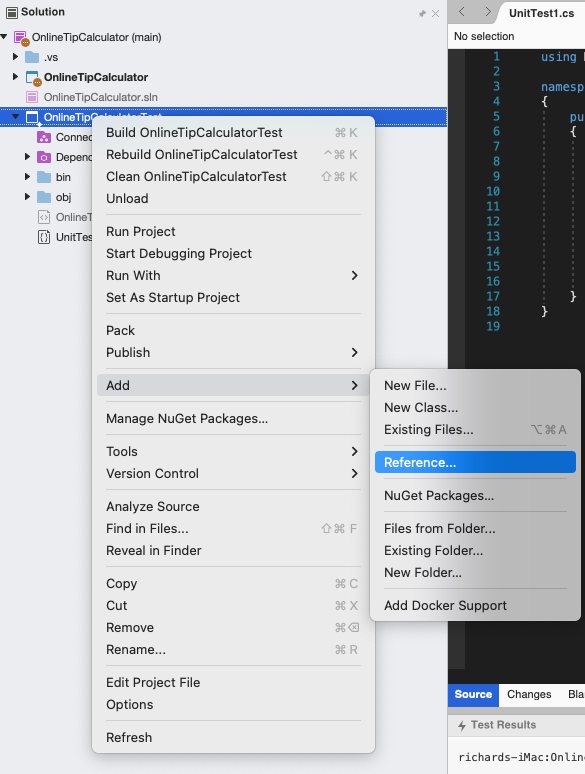 Solution
OnlineTipCalculator (main)
.vs
OnlineTipCalculator
OnlineTipCalculator.sln
OnlineTipCalculatorTest
Connec
Depend
bin
obj
OnlineT
UnitTes
Build OnlineTipCalculatorTest ⌘ K
Rebuild OnlineTipCalculatorTest ^⌘ K
Clean OnlineTipCalculatorTest ⇧⌘ K
Unload
Run Project
Start Debugging Project
Run With
Set As Startup Project
Pack
Publish
Add
Manage NuGet Packages...
Tools
Version Control
Analyze Source
Find in Files... ⇧⌘ F
Reveal in Finder
Copy ⌘ C
Cut ⌘ X
Remove ⌘⌫
Rename... ⌘ R
Edit Project File
Options
Refresh
New File...
New Class...
Existing Files... ⌥⌘A
Reference...
NuGet Packages...
Files from Folder...
Existing Folder...
New Folder...
Add Docker Support
UnitTest1.cs
No selection
1 using
2
3 namesp
4 {
5 pu
6 {
7
8
9
10
11
12
13
14
15
16
17 }
18 }
19
Source Changes Bla
Test Results
richards-iMac:Onlin